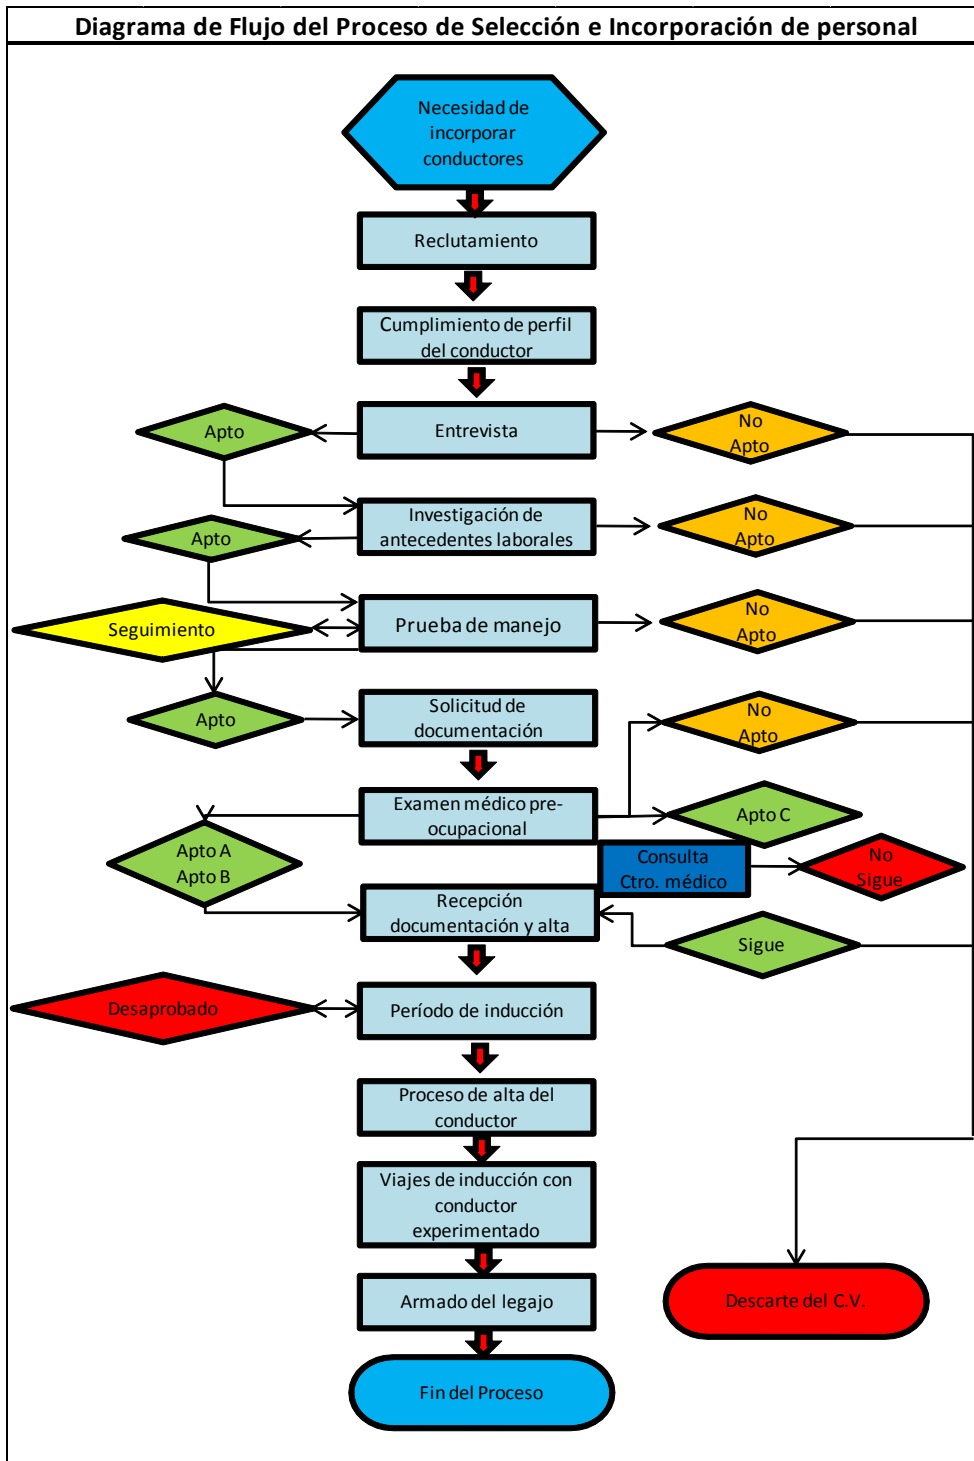 Diagrama de Flujo del Proceso de Selección e Incorporación de personal
Necesidad de
incorporar
conductores
Reclutamiento
Cumplimiento de perfil
del conductor
Apto
Entrevista
No
Apto
Investigación de
antecedentes laborales
No
Apto
Apto
Seguimiento
Prueba de manejo
No
Apto
Apto
Solicitud de
documentación
No
Apto
Examen médico pre-
ocupacional
Apto C
Apto A
Apto B
Consulta
Ctro. médico
No
Sigue
Recepción
documentación y alta
Sigue
Desaprobado
Período de inducción
Proceso de alta del
conductor
Viajes de inducción con
conductor
experimentado
Armado del legajo
Descarte del C.V.
Fin del Proceso